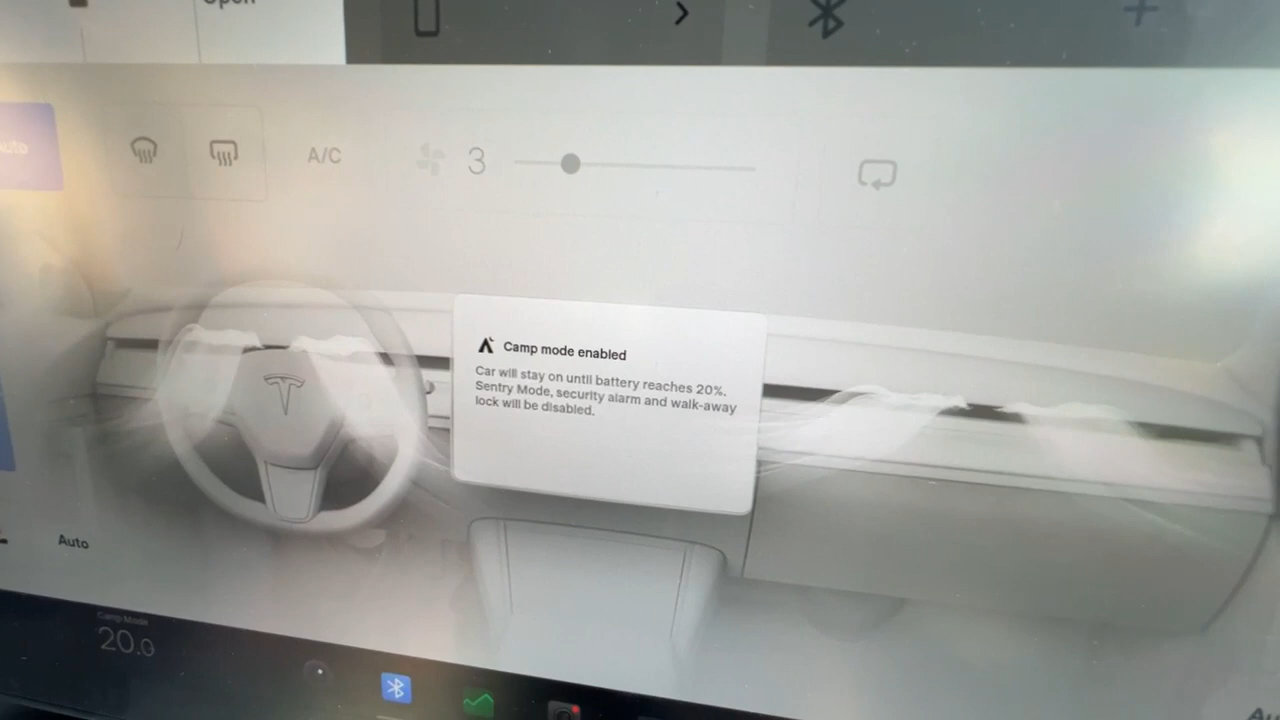 Open
Auto
A/C
3
Camp mode enabled
Car will stay on until battery reaches 20%.
Sentry Mode, security alarm and walk-away
lock will be disabled.
Auto
Camp Mode
20.0